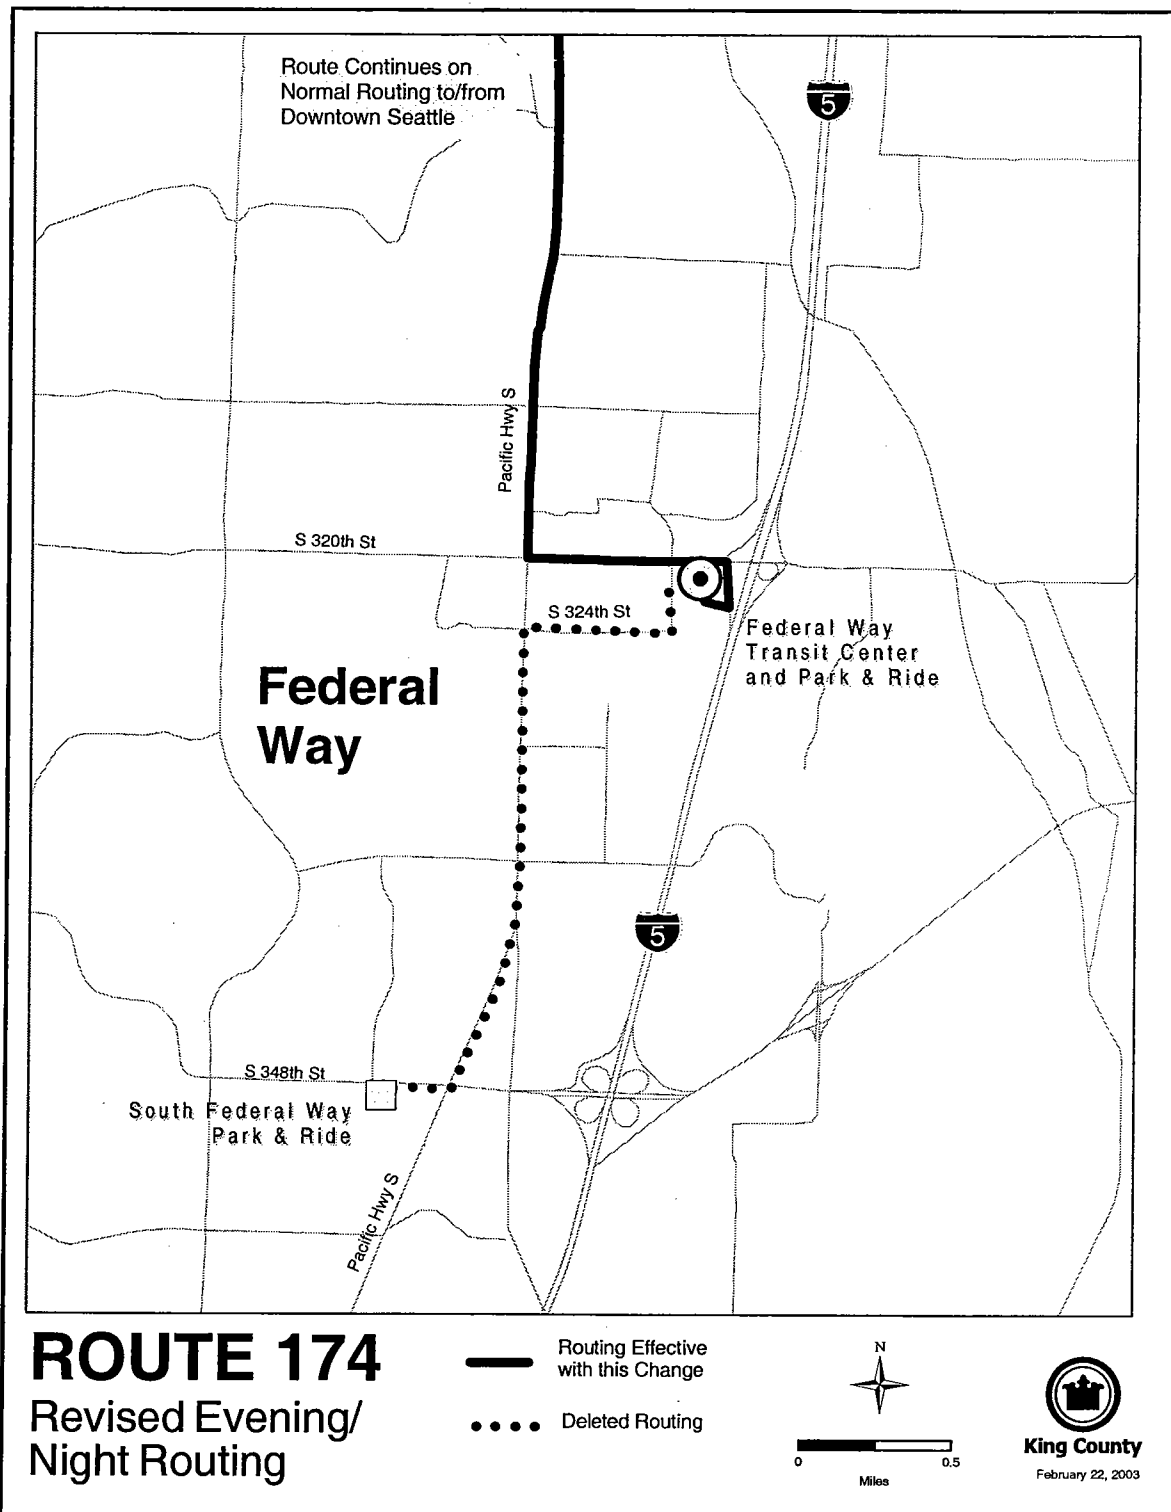 Route Continues on
Normal Routing to/from
Downtown Seattle
5
Pacific Hwy S
S 320th St
S 324th St
Federal Way
Transit Center
and Park & Ride
Federal
Way
5
S 348th St
South Federal Way
Park & Ride
Pacific Hwy S
ROUTE 174
Revised Evening/
Night Routing
Routing Effective
with this Change
Deleted Routing
N
0 0.5
Miles
King County
February 22, 2003